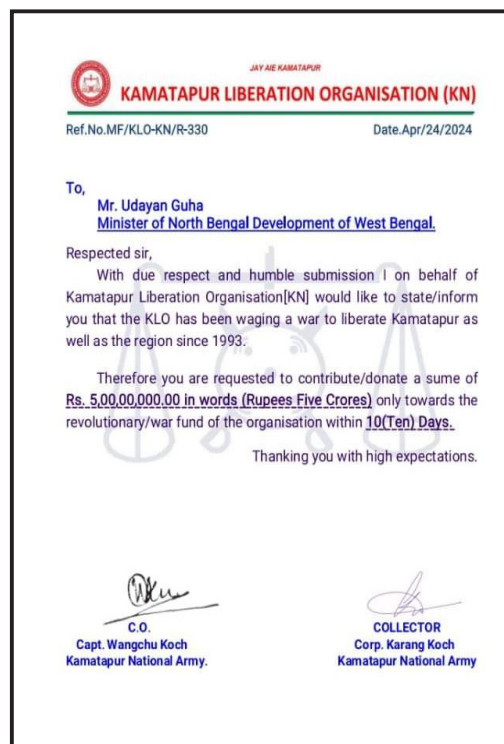 JAY AIE KAMATAPUR
KAMATAPUR LIBERATION ORGANISATION (KN)
Ref.No.MF/KLO-KN/R-330 Date.Apr/24/2024
To,
Mr. Udayan Guha
Minister of North Bengal Development of West Bengal.
Respected sir,
With due respect and humble submission I on behalf of
Kamatapur Liberation Organisation[KN] would like to state/inform
you that the KLO has been waging a war to liberate Kamatapur as
well as the region since 1993.
Therefore you are requested to contribute/donate a sume of
Rs. 5,00,00,000.00 in words (Rupees Five Crores) only towards the
revolutionary/war fund of the organisation within 10(Ten) Days.
Thanking you with high expectations.
C.O.
Capt. Wangchu Koch
Kamatapur National Army.
COLLECTOR
Corp. Karang Koch
Kamatapur National Army